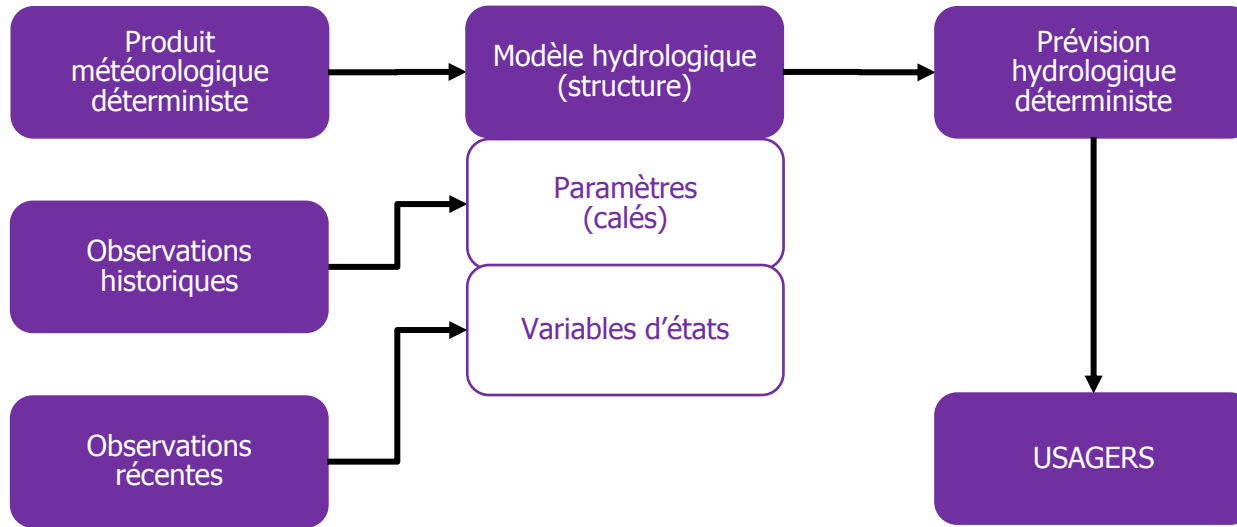 Produit
météorologique
déterministe
Modèle hydrologique
(structure)
Prévision
hydrologique
déterministe
Paramètres
(calés)
Observations
historiques
Variables d’états
Observations
récentes
USAGERS